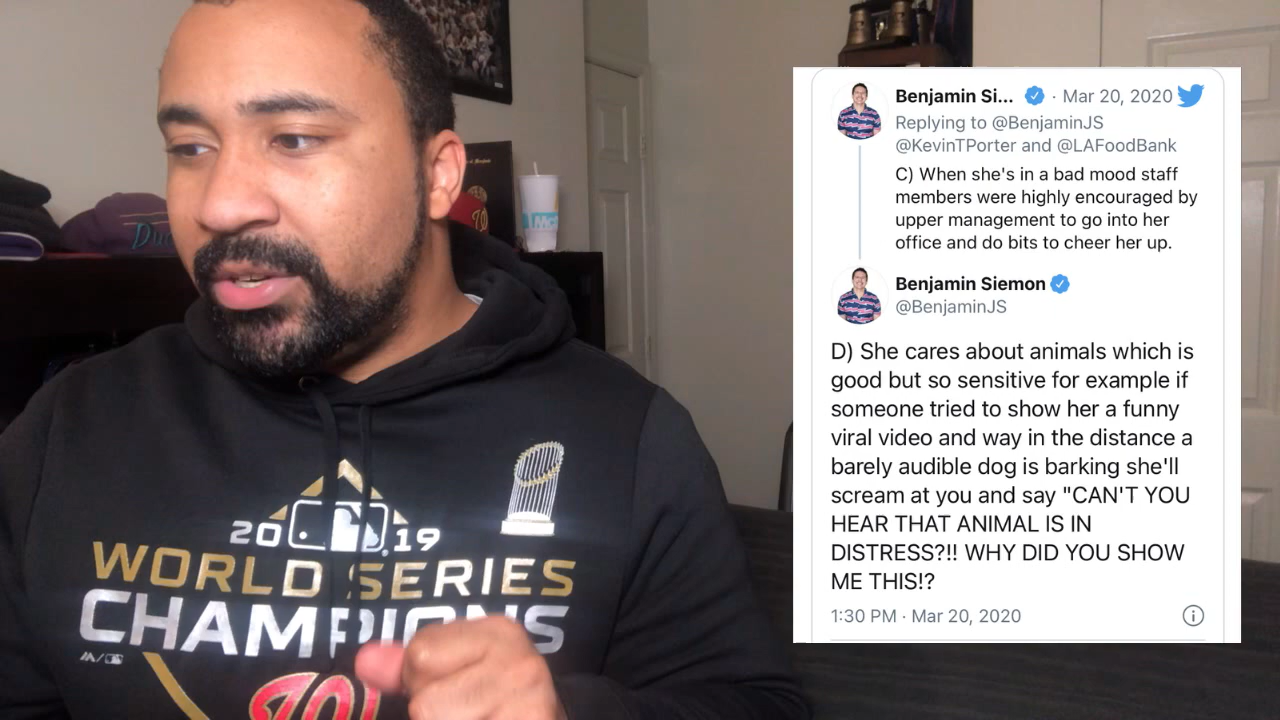 Benjamin Si... · Mar 20, 2020
Replying to @BenjaminJS
@KevinTPorter and @LAFoodBank
C) When she's in a bad mood staff
members were highly encouraged by
upper management to go into her
office and do bits to cheer her up.
Benjamin Siemon
@BenjaminJS
D) She cares about animals which is
good but so sensitive for example if
someone tried to show her a funny
viral video and way in the distance a
barely audible dog is barking she'll
scream at you and say "CAN'T YOU
HEAR THAT ANIMAL IS IN
DISTRESS?!! WHY DID YOU SHOW
ME THIS!?
1:30 PM · Mar 20, 2020
2019
WORLD SERIES
CHAMPIONS
W